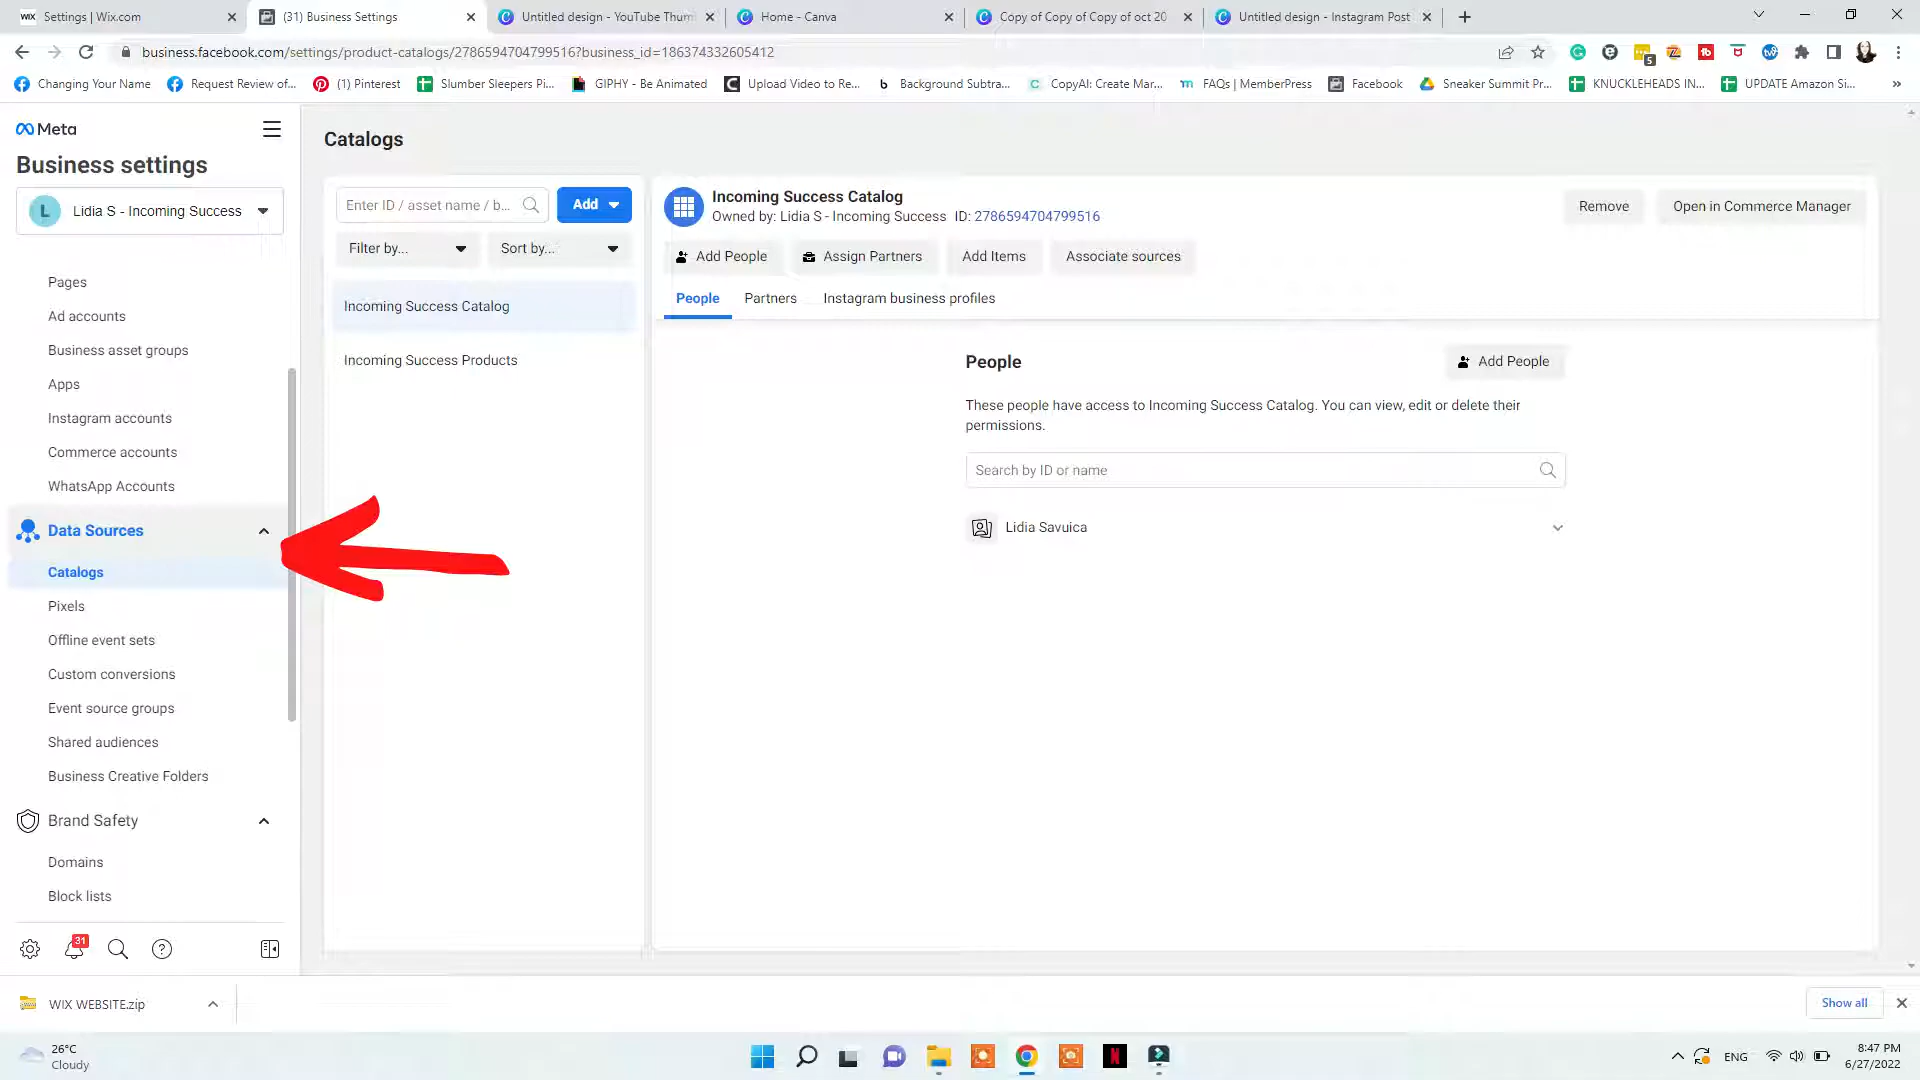 WIX Settings | Wix.com
(31) Business Settings
Untitled design - YouTube Thum
Home - Canva
Copy of Copy of Copy of oct 20
Untitled design - Instagram Post
business.facebook.com/settings/product-catalogs/2786594704799516?business_id=186374332605412
5
Changing Your Name
Request Review of...
(1) Pinterest
Slumber Sleepers Pi...
GIPHY - Be Animated
Upload Video to Re...
b Background Subtra...
C CopyAI: Create Mar...
m FAQs | MemberPress
Facebook
Sneaker Summit Pr...
KNUCKLEHEADS IN...
UPDATE Amazon Si...
»
Meta
Business settings
L Lidia S - Incoming Success
Pages
Ad accounts
Business asset groups
Apps
Instagram accounts
Commerce accounts
WhatsApp Accounts
Data Sources
Catalogs
Pixels
Offline event sets
Custom conversions
Event source groups
Shared audiences
Business Creative Folders
Brand Safety
Domains
Block lists
31
Catalogs
Enter ID / asset name / b...
Add
Filter by...
Sort by...
Incoming Success Catalog
Incoming Success Products
Incoming Success Catalog
Owned by: Lidia S - Incoming Success ID: 2786594704799516
Remove
Open in Commerce Manager
Add People
Assign Partners
Add Items
Associate sources
People
Partners
Instagram business profiles
People
Add People
These people have access to Incoming Success Catalog. You can view, edit or delete their
permissions.
Search by ID or name
Lidia Savuica
WIX WEBSITE.zip
Show all
26°C
Cloudy
N
ENG
8:47 PM
6/27/2022